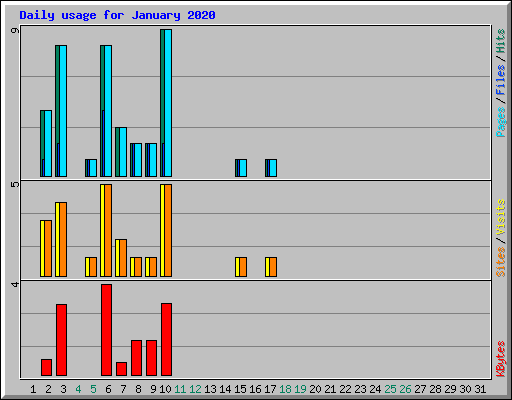 Daily usage for January 2020
9
5
4
Pages / Files / Hits
Sites / Visits
KBytes
1 2 3 4 5 6 7 8 9 10 11 12 13 14 15 16 17 18 19 20 21 22 23 24 25 26 27 28 29 30 31